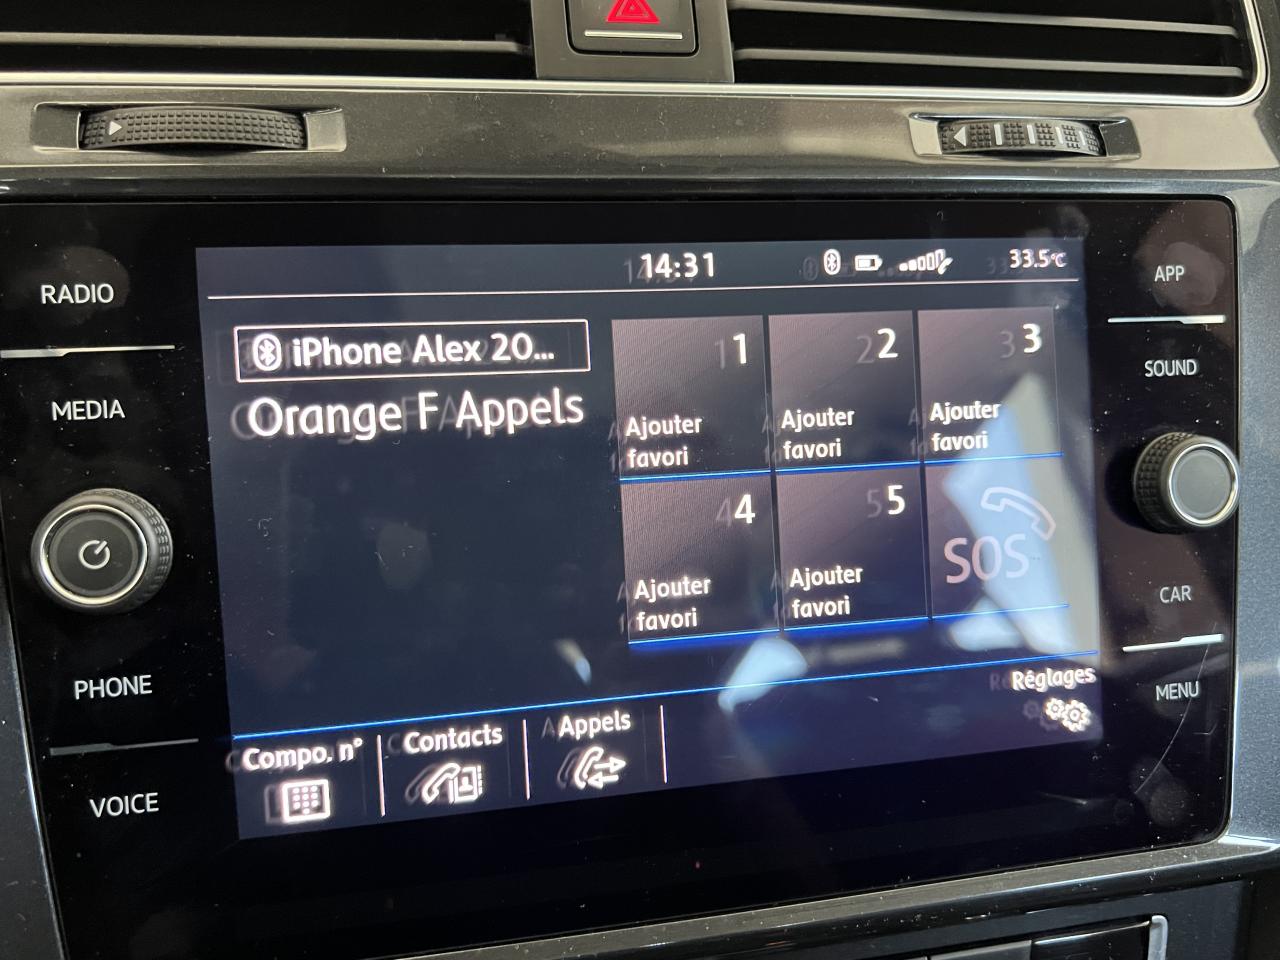 14:31
33.5°C
RADIO
MEDIA
PHONE
VOICE
iPhone Alex 20...
Orange F Appels
1
Ajouter
favori
2
Ajouter
favori
3
Ajouter
favori
4
Ajouter
favori
5
Ajouter
favori
SOS
Compo. n°
Contacts
Appels
Réglages
APP
SOUND
CAR
MENU